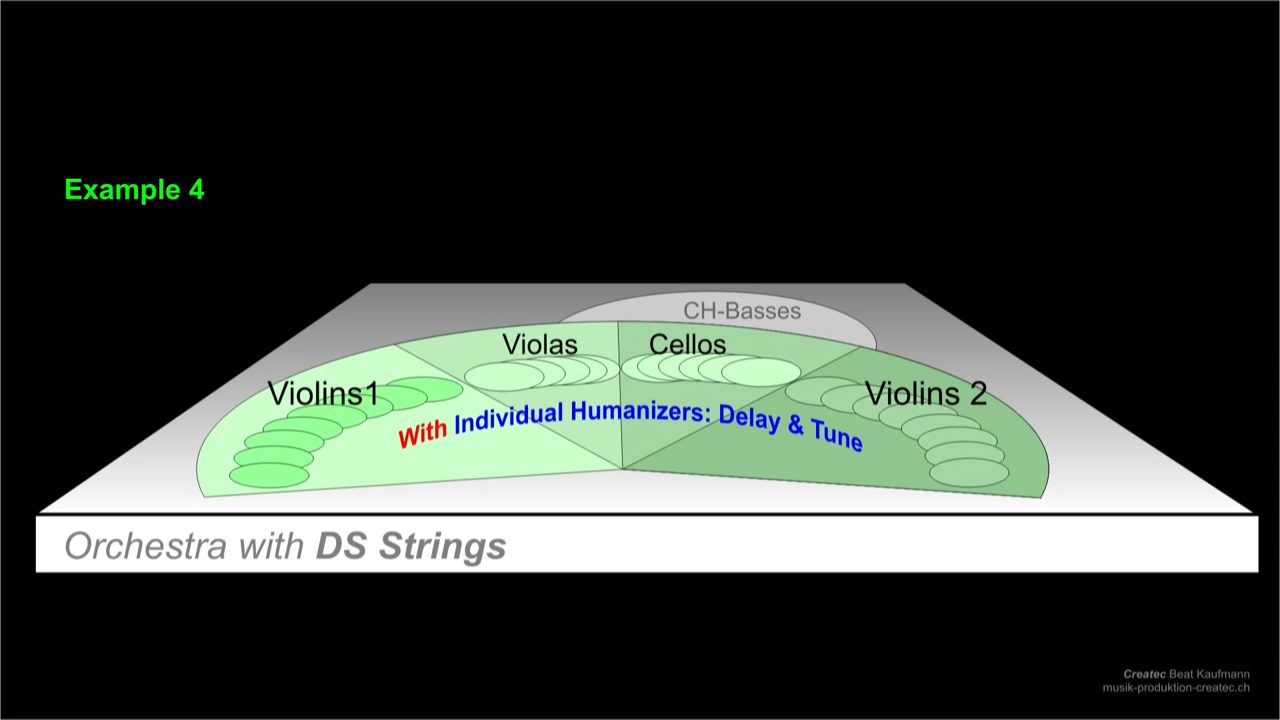 Example 4
CH-Basses
Violas
Cellos
Violins1
Violins 2
With Individual Humanizers: Delay & Tune
Orchestra with DS Strings
Createc Beat Kaufmann
musik-produktion-createc.ch